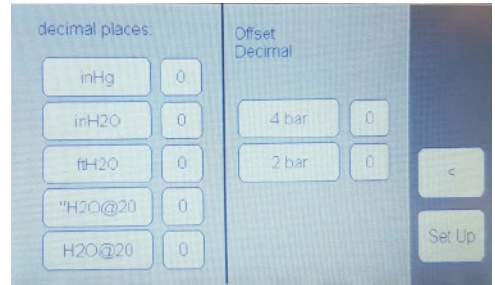 decimal places:
inHg 0
inH2O 0
ftH2O 0
"H2O@20 0
H2O@20 0
Offset
Decimal
4 bar 0
2 bar 0
<
Set Up